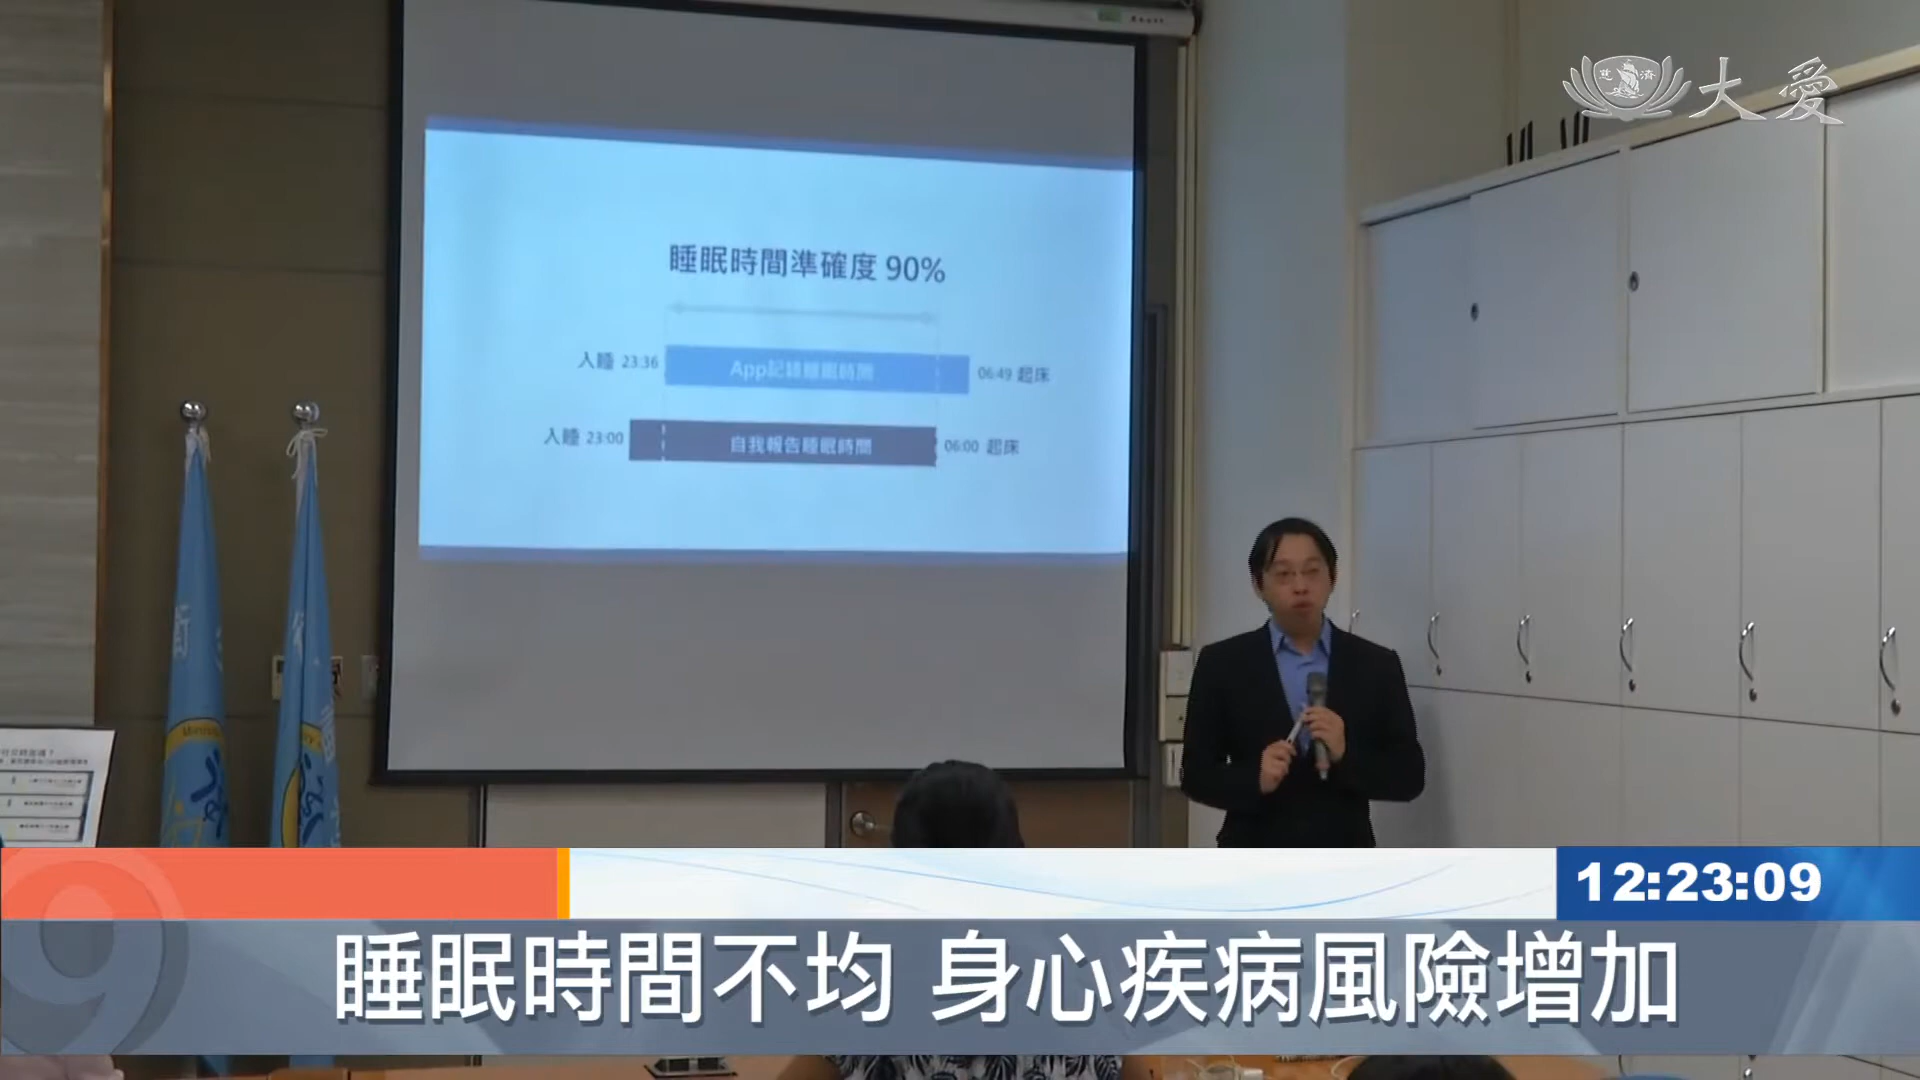 慈濟
大愛
睡眠時間準確度 90%
入睡 23:36 App記錄睡眠時間 06:49 起床
入睡 23:00 自我報告睡眠時間 06:00 起床
12:23:09
睡眠時間不均 身心疾病風險增加